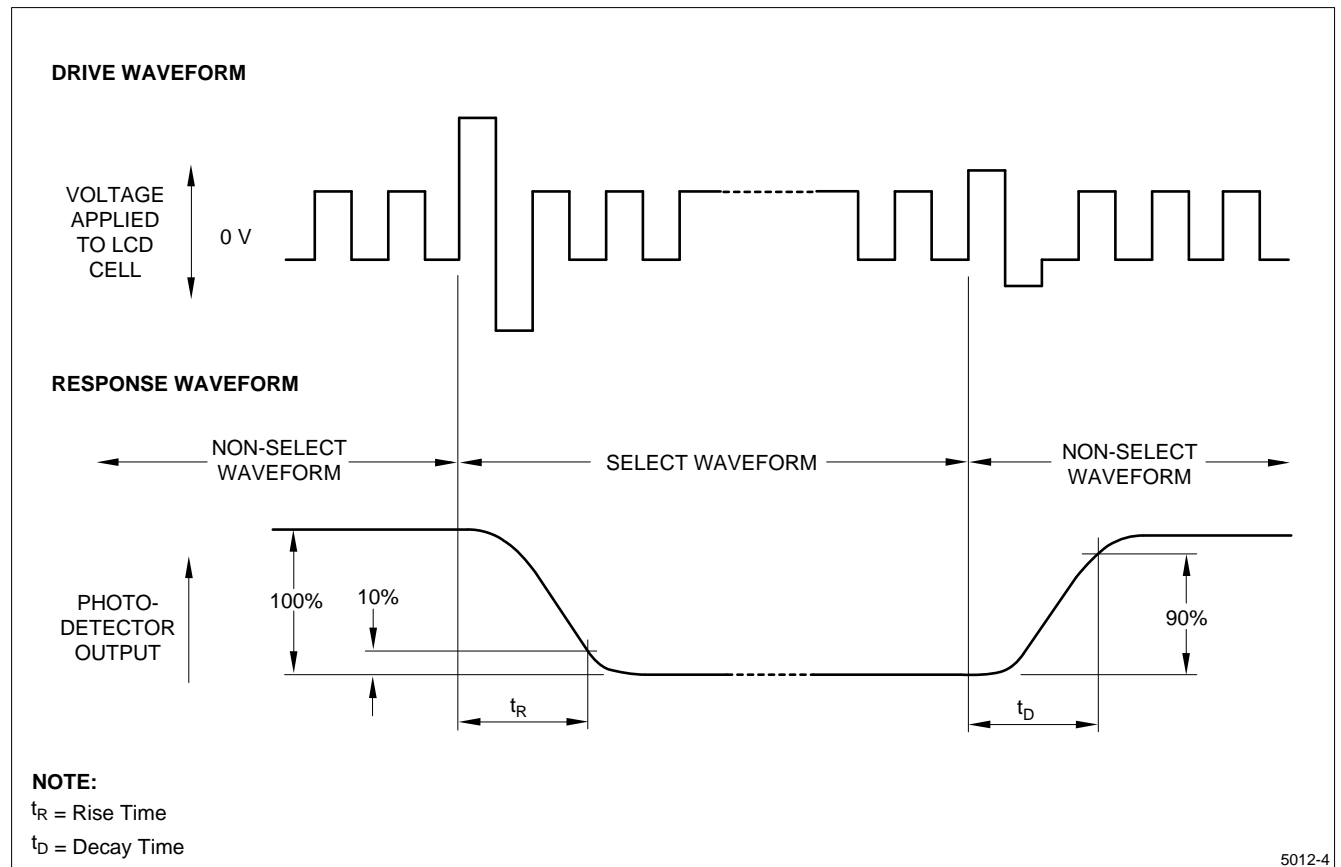 DRIVE WAVEFORM
VOLTAGE
APPLIED
TO LCD
CELL
0 V
RESPONSE WAVEFORM
NON-SELECT
WAVEFORM
SELECT WAVEFORM
NON-SELECT
WAVEFORM
PHOTO-
DETECTOR
OUTPUT
100%
10%
90%
tR
tD
NOTE:
tR = Rise Time
tD = Decay Time
5012-4